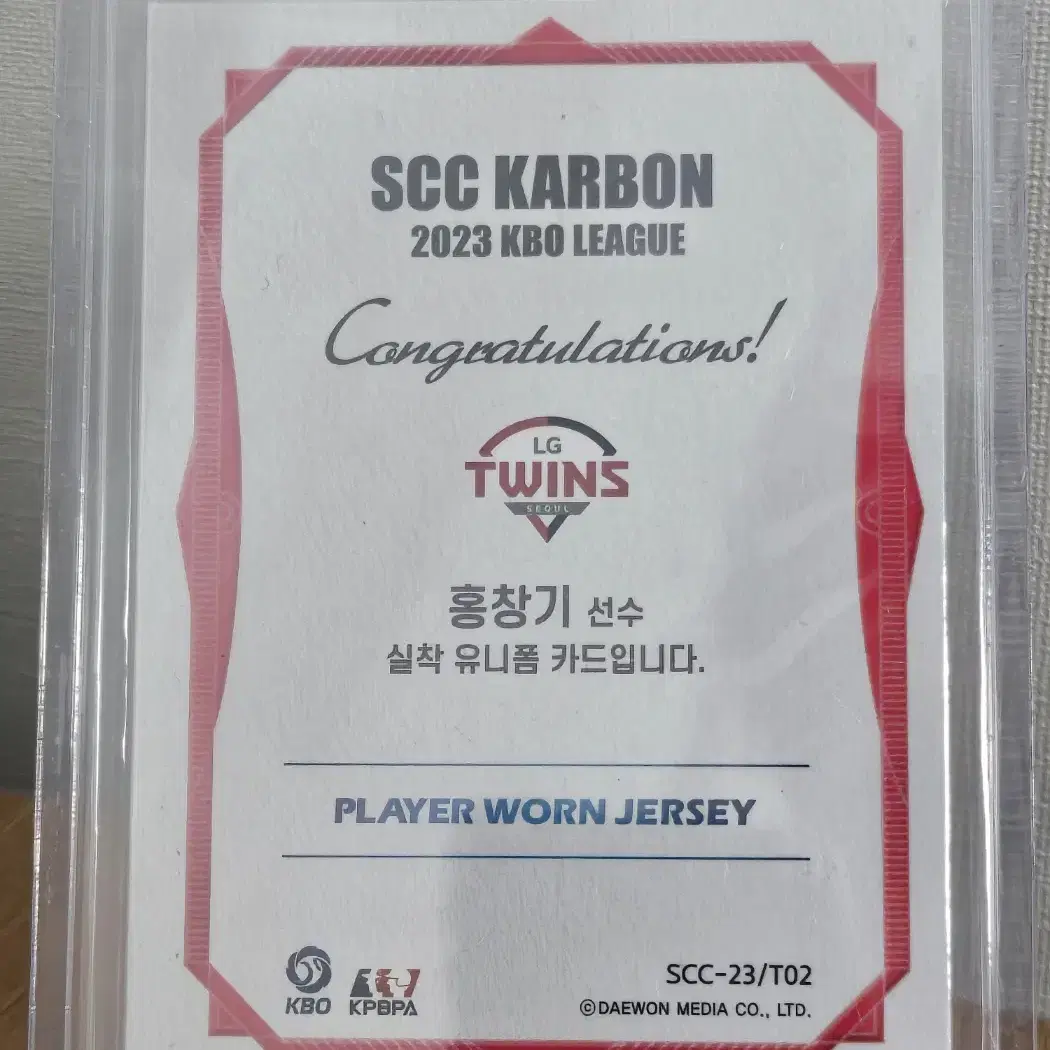 SCC KARBON
2023 KBO LEAGUE
Congratulations!
LG
TWINS
SEOUL
홍창기 선수
실착 유니폼 카드입니다.
PLAYER WORN JERSEY
KBO
KPBPA
SCC-23/T02
©DAEWON MEDIA CO., LTD.